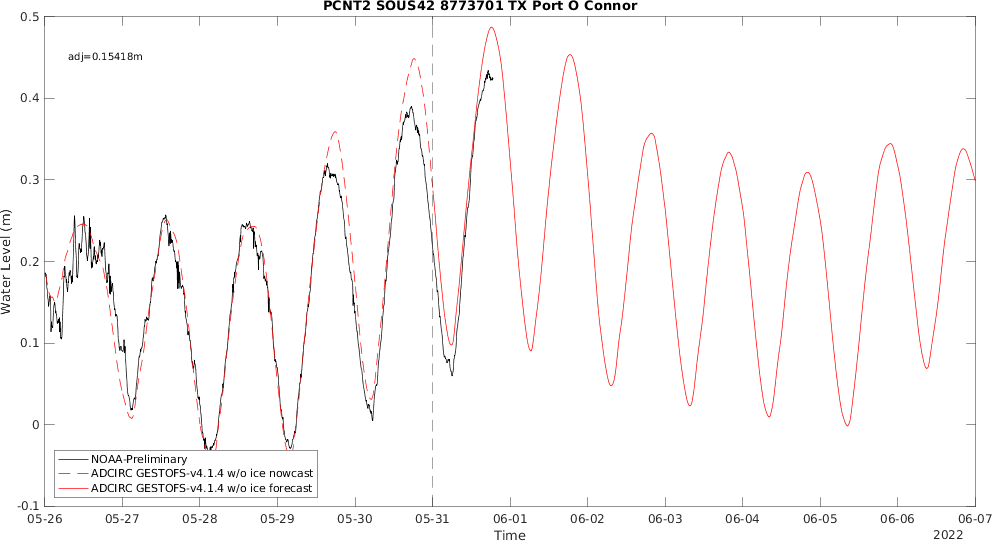 PCNT2 SOUS42 8773701 TX Port O Connor
adj=0.15418m
0.5
0.4
0.3
0.2
0.1
0
-0.1
Water Level (m)
NOAA-Preliminary
ADCIRC GESTOFS-v4.1.4 w/o ice nowcast
ADCIRC GESTOFS-v4.1.4 w/o ice forecast
05-26 05-27 05-28 05-29 05-30 05-31 06-01 06-02 06-03 06-04 06-05 06-06 06-07
Time
2022